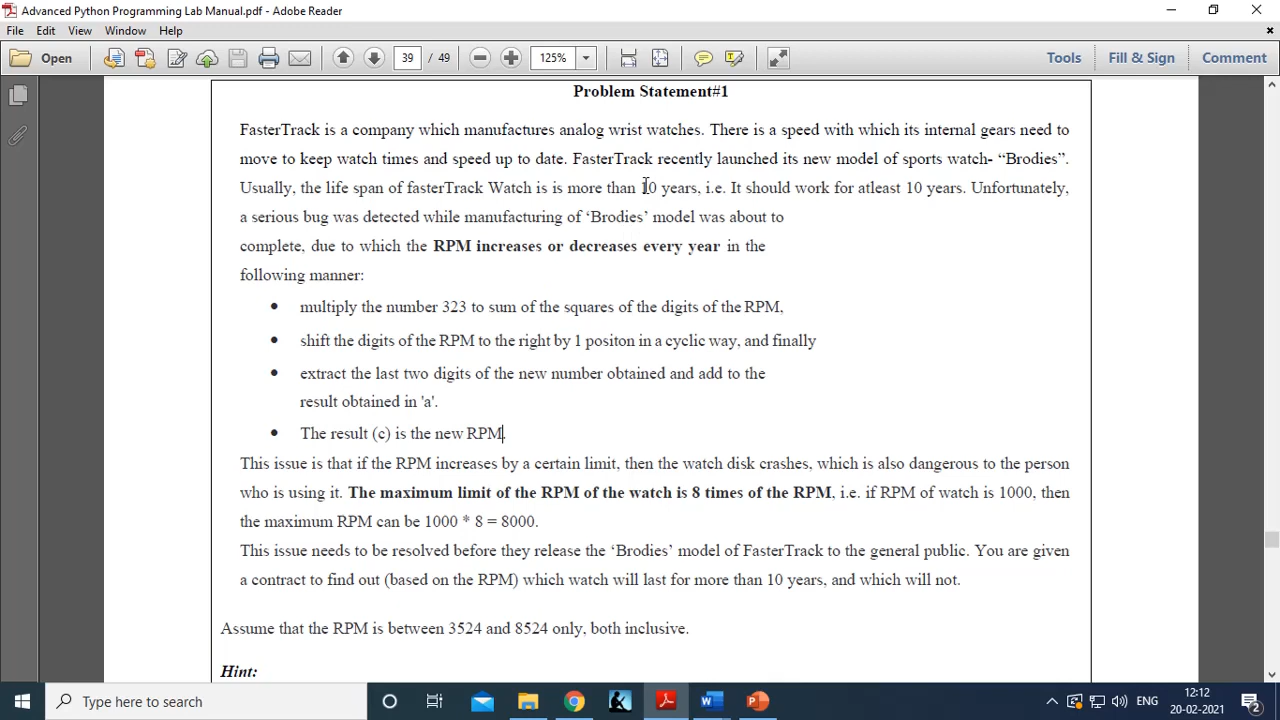 Advanced Python Programming Lab Manual.pdf - Adobe Reader
File Edit View Window Help
Open 39 / 49 125% Tools Fill & Sign Comment
Problem Statement#1
FasterTrack is a company which manufactures analog wrist watches. There is a speed with which its internal gears need to
move to keep watch times and speed up to date. FasterTrack recently launched its new model of sports watch- “Brodies”.
Usually, the life span of fasterTrack Watch is is more than 10 years, i.e. It should work for atleast 10 years. Unfortunately,
a serious bug was detected while manufacturing of ‘Brodies’ model was about to
complete, due to which the RPM increases or decreases every year in the
following manner:
• multiply the number 323 to sum of the squares of the digits of the RPM,
• shift the digits of the RPM to the right by 1 positon in a cyclic way, and finally
• extract the last two digits of the new number obtained and add to the
result obtained in 'a'.
• The result (c) is the new RPM.
This issue is that if the RPM increases by a certain limit, then the watch disk crashes, which is also dangerous to the person
who is using it. The maximum limit of the RPM of the watch is 8 times of the RPM, i.e. if RPM of watch is 1000, then
the maximum RPM can be 1000 * 8 = 8000.
This issue needs to be resolved before they release the ‘Brodies’ model of FasterTrack to the general public. You are given
a contract to find out (based on the RPM) which watch will last for more than 10 years, and which will not.
Assume that the RPM is between 3524 and 8524 only, both inclusive.
Hint:
Type here to search
ENG
12:12
20-02-2021
2